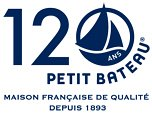 120
ANS
PETIT BATEAU®
MAISON FRANÇAISE DE QUALITÉ
DEPUIS 1893